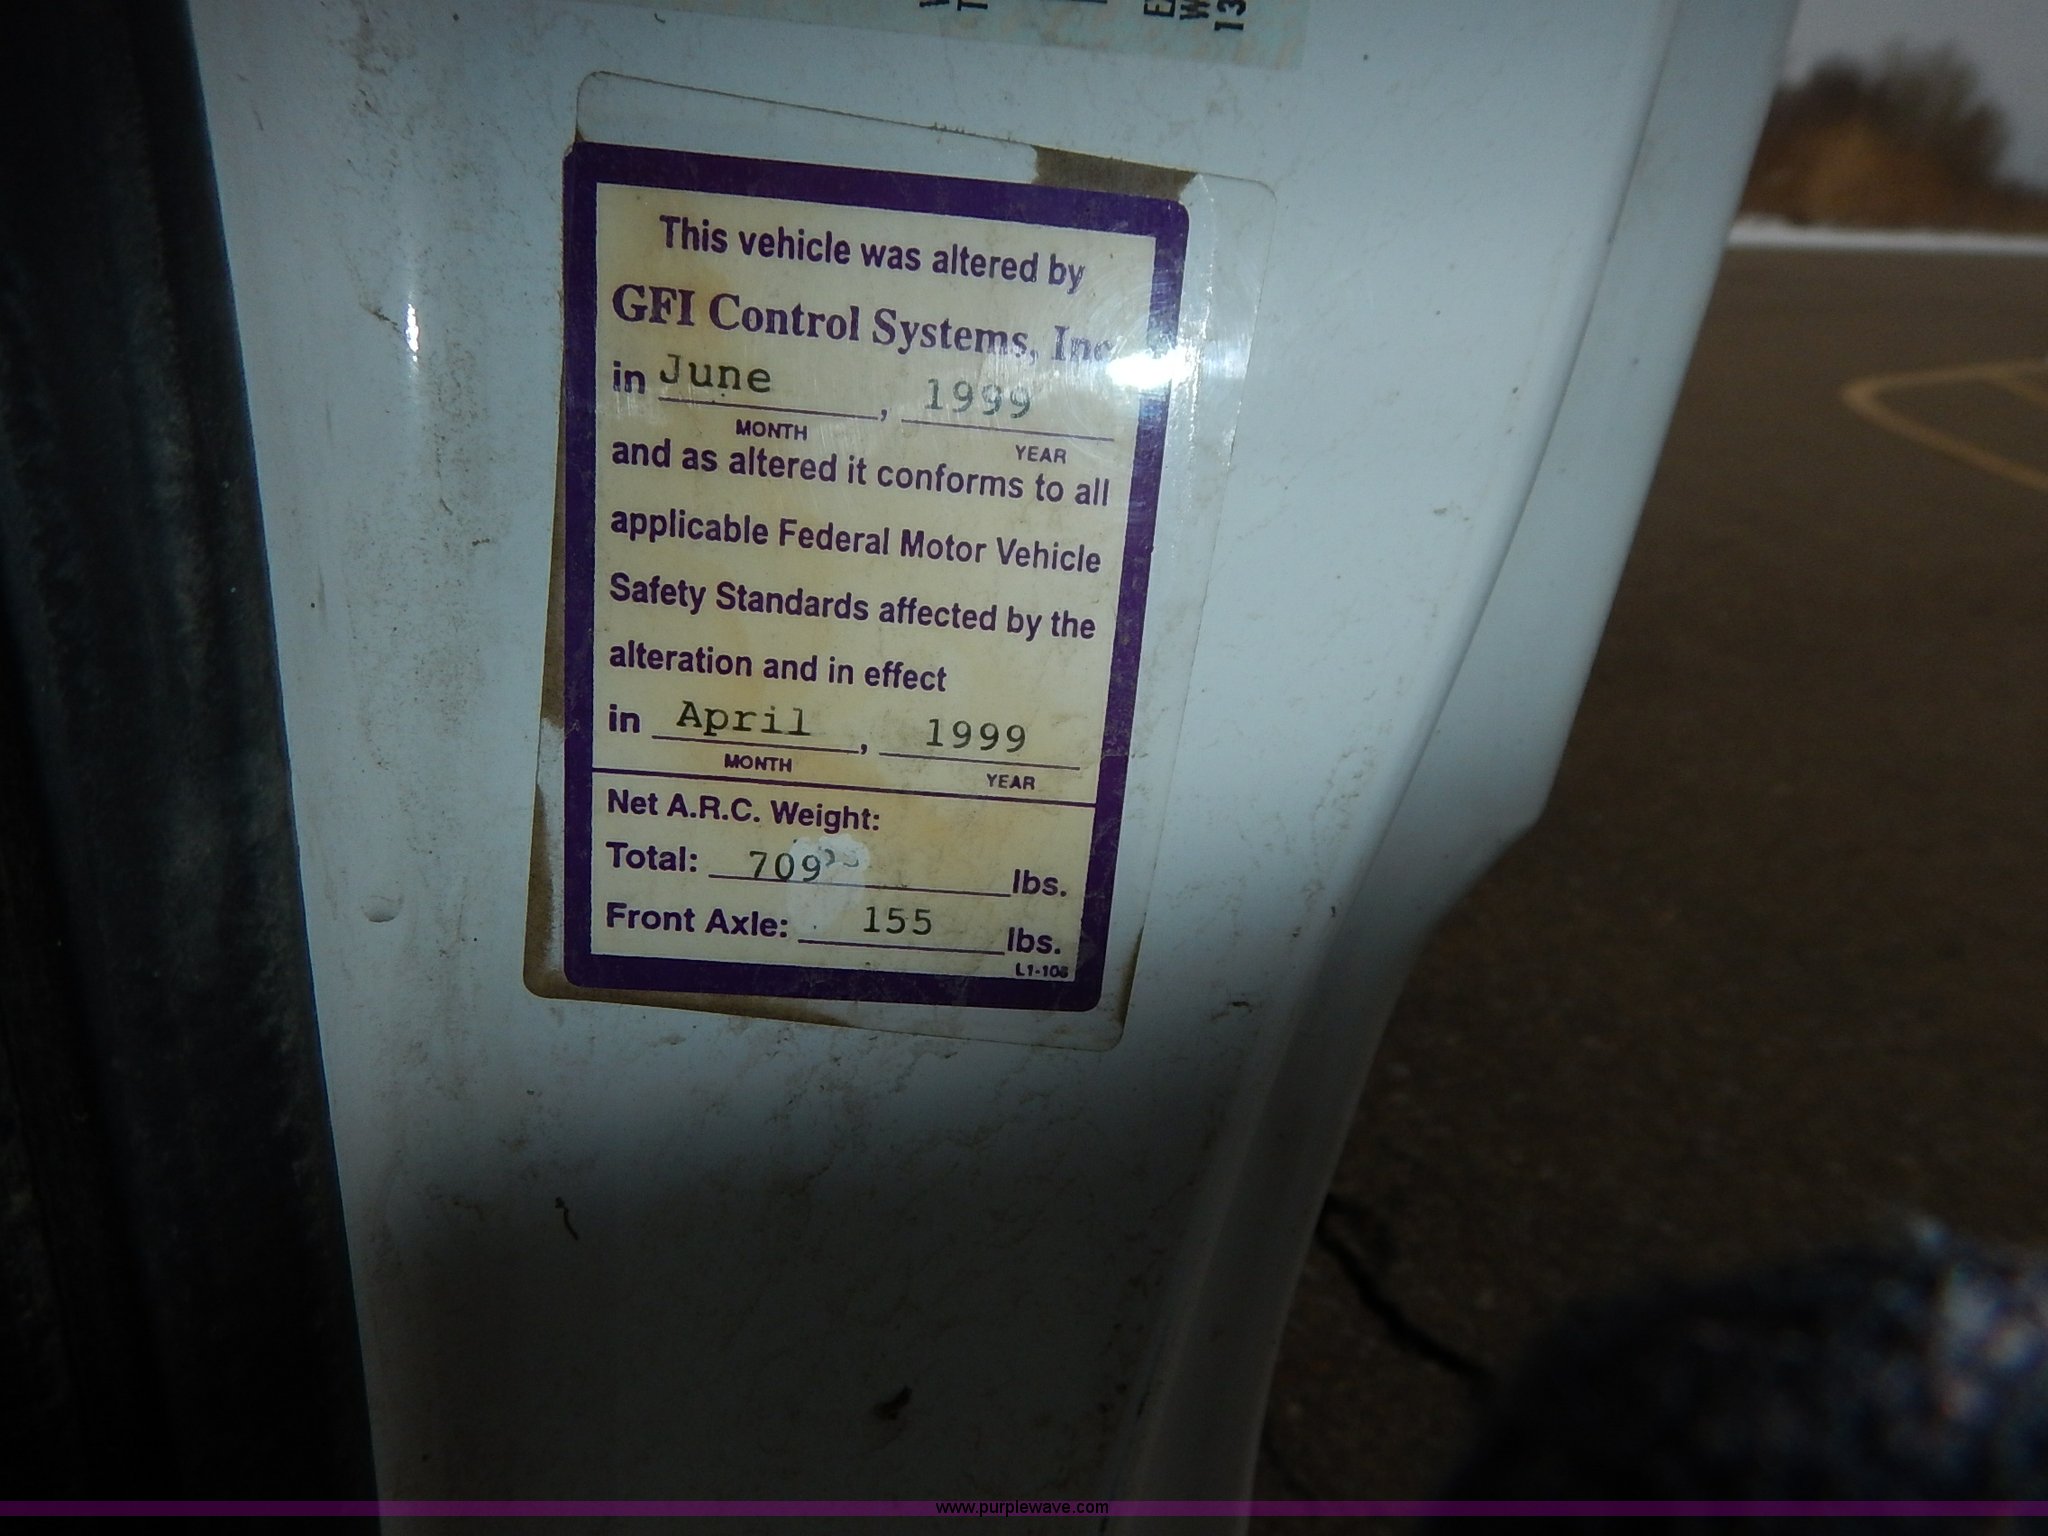 13
This vehicle was altered by
GFI Control Systems, Inc
in June, 1999
MONTH YEAR
and as altered it conforms to all
applicable Federal Motor Vehicle
Safety Standards affected by the
alteration and in effect
in April, 1999
MONTH YEAR
Net A.R.C. Weight:
Total: 709 lbs.
Front Axle: 155 lbs.
www.purplewave.com